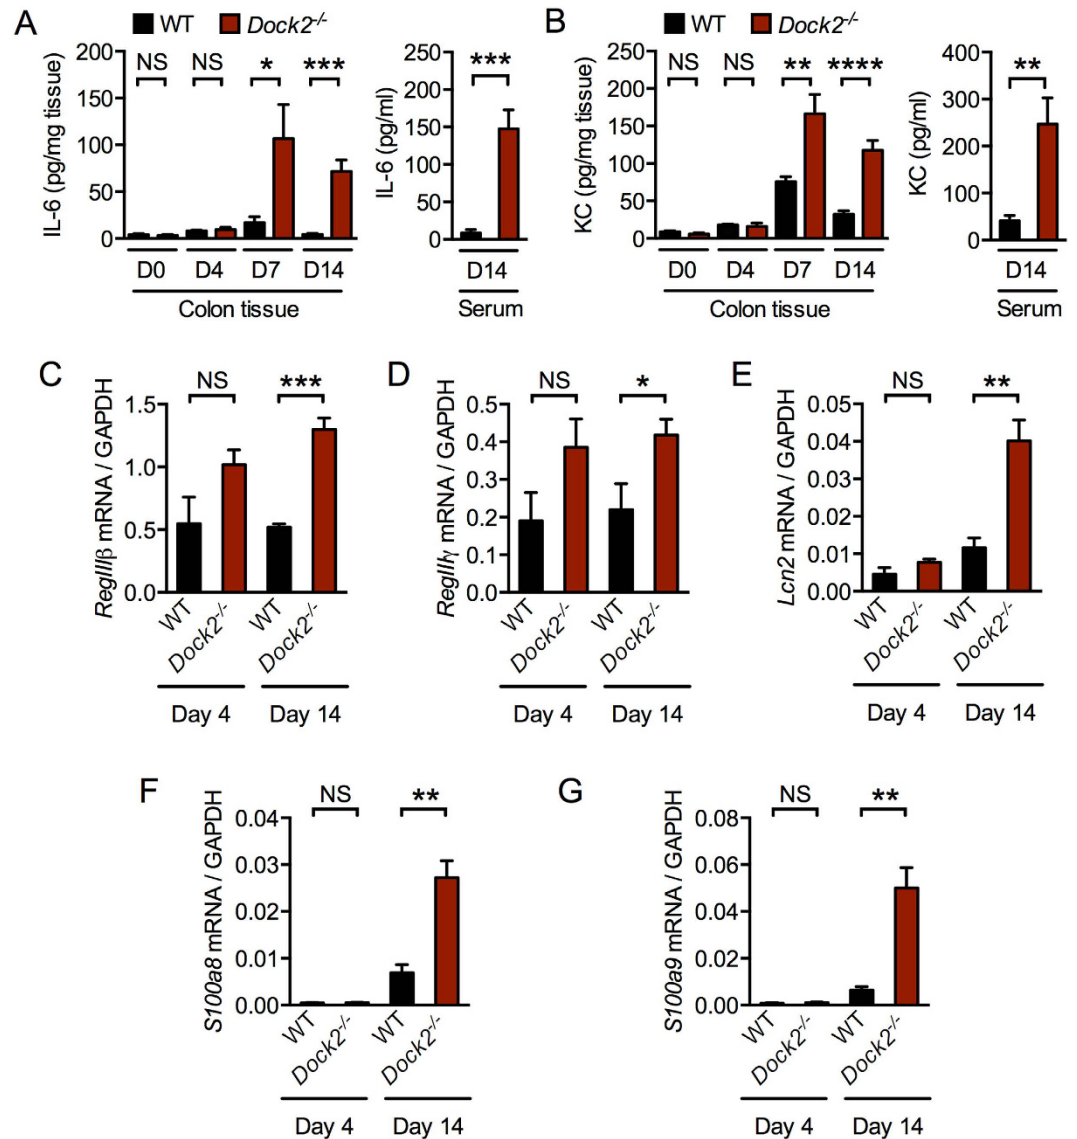 A
WT
Dock2-/-
IL-6 (pg/mg tissue)
200
150
100
50
0
NS
NS
*
***
D0
D4
D7
D14
Colon tissue
IL-6 (pg/ml)
250
200
150
100
50
0
***
D14
Serum
B
WT
Dock2-/-
KC (pg/mg tissue)
250
200
150
100
50
0
NS
NS
**
****
D0
D4
D7
D14
Colon tissue
KC (pg/ml)
400
300
200
100
0
**
D14
Serum
C
RegIIIβ mRNA / GAPDH
1.5
1.0
0.5
0.0
NS
***
WT
Dock2-/-
WT
Dock2-/-
Day 4
Day 14
D
RegIIIγ mRNA / GAPDH
0.5
0.4
0.3
0.2
0.1
0.0
NS
*
WT
Dock2-/-
WT
Dock2-/-
Day 4
Day 14
E
Lcn2 mRNA / GAPDH
0.05
0.04
0.03
0.02
0.01
0.00
NS
**
WT
Dock2-/-
WT
Dock2-/-
Day 4
Day 14
F
S100a8 mRNA / GAPDH
0.04
0.03
0.02
0.01
0.00
NS
**
WT
Dock2-/-
WT
Dock2-/-
Day 4
Day 14
G
S100a9 mRNA / GAPDH
0.08
0.06
0.04
0.02
0.00
NS
**
WT
Dock2-/-
WT
Dock2-/-
Day 4
Day 14